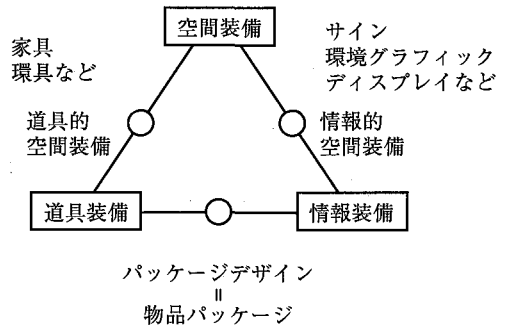 空間装備
家具
環具など
サイン
環境グラフィック
ディスプレイなど
道具的
空間装備
情報的
空間装備
道具装備
情報装備
パッケージデザイン
=
物品パッケージ